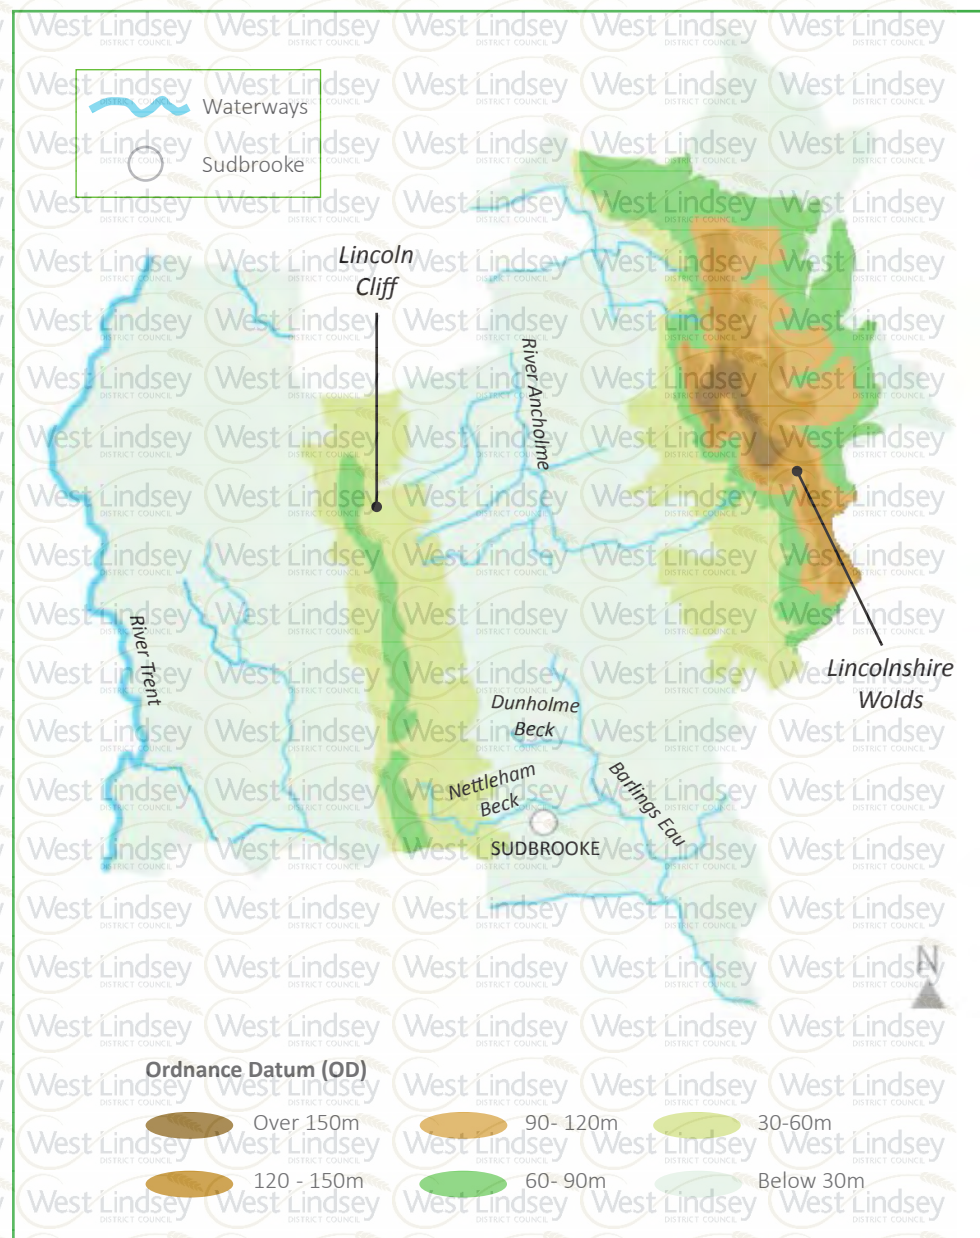 Waterways
Sudbrooke
Lincoln
Cliff
River Ancholme
River Trent
Lincolnshire
Wolds
Dunholme
Beck
Nettleham
Beck
Barlings Eau
SUDBROOKE
N
Ordnance Datum (OD)
Over 150m
90- 120m
30-60m
120 - 150m
60- 90m
Below 30m
West Lindsey
DISTRICT COUNCIL